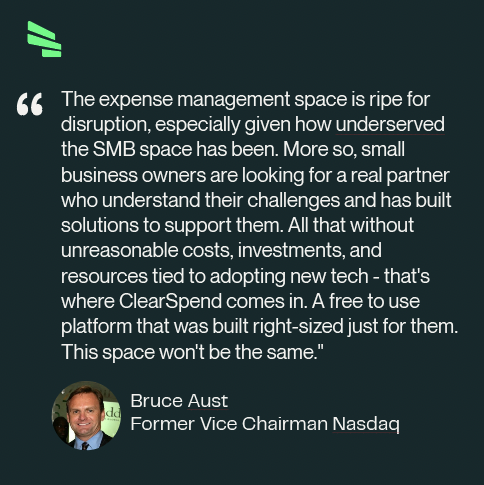 “ The expense management space is ripe for
disruption, especially given how underserved
the SMB space has been. More so, small
business owners are looking for a real partner
who understand their challenges and has built
solutions to support them. All that without
unreasonable costs, investments, and
resources tied to adopting new tech - that's
where ClearSpend comes in. A free to use
platform that was built right-sized just for them.
This space won't be the same."
Bruce Aust
Former Vice Chairman Nasdaq